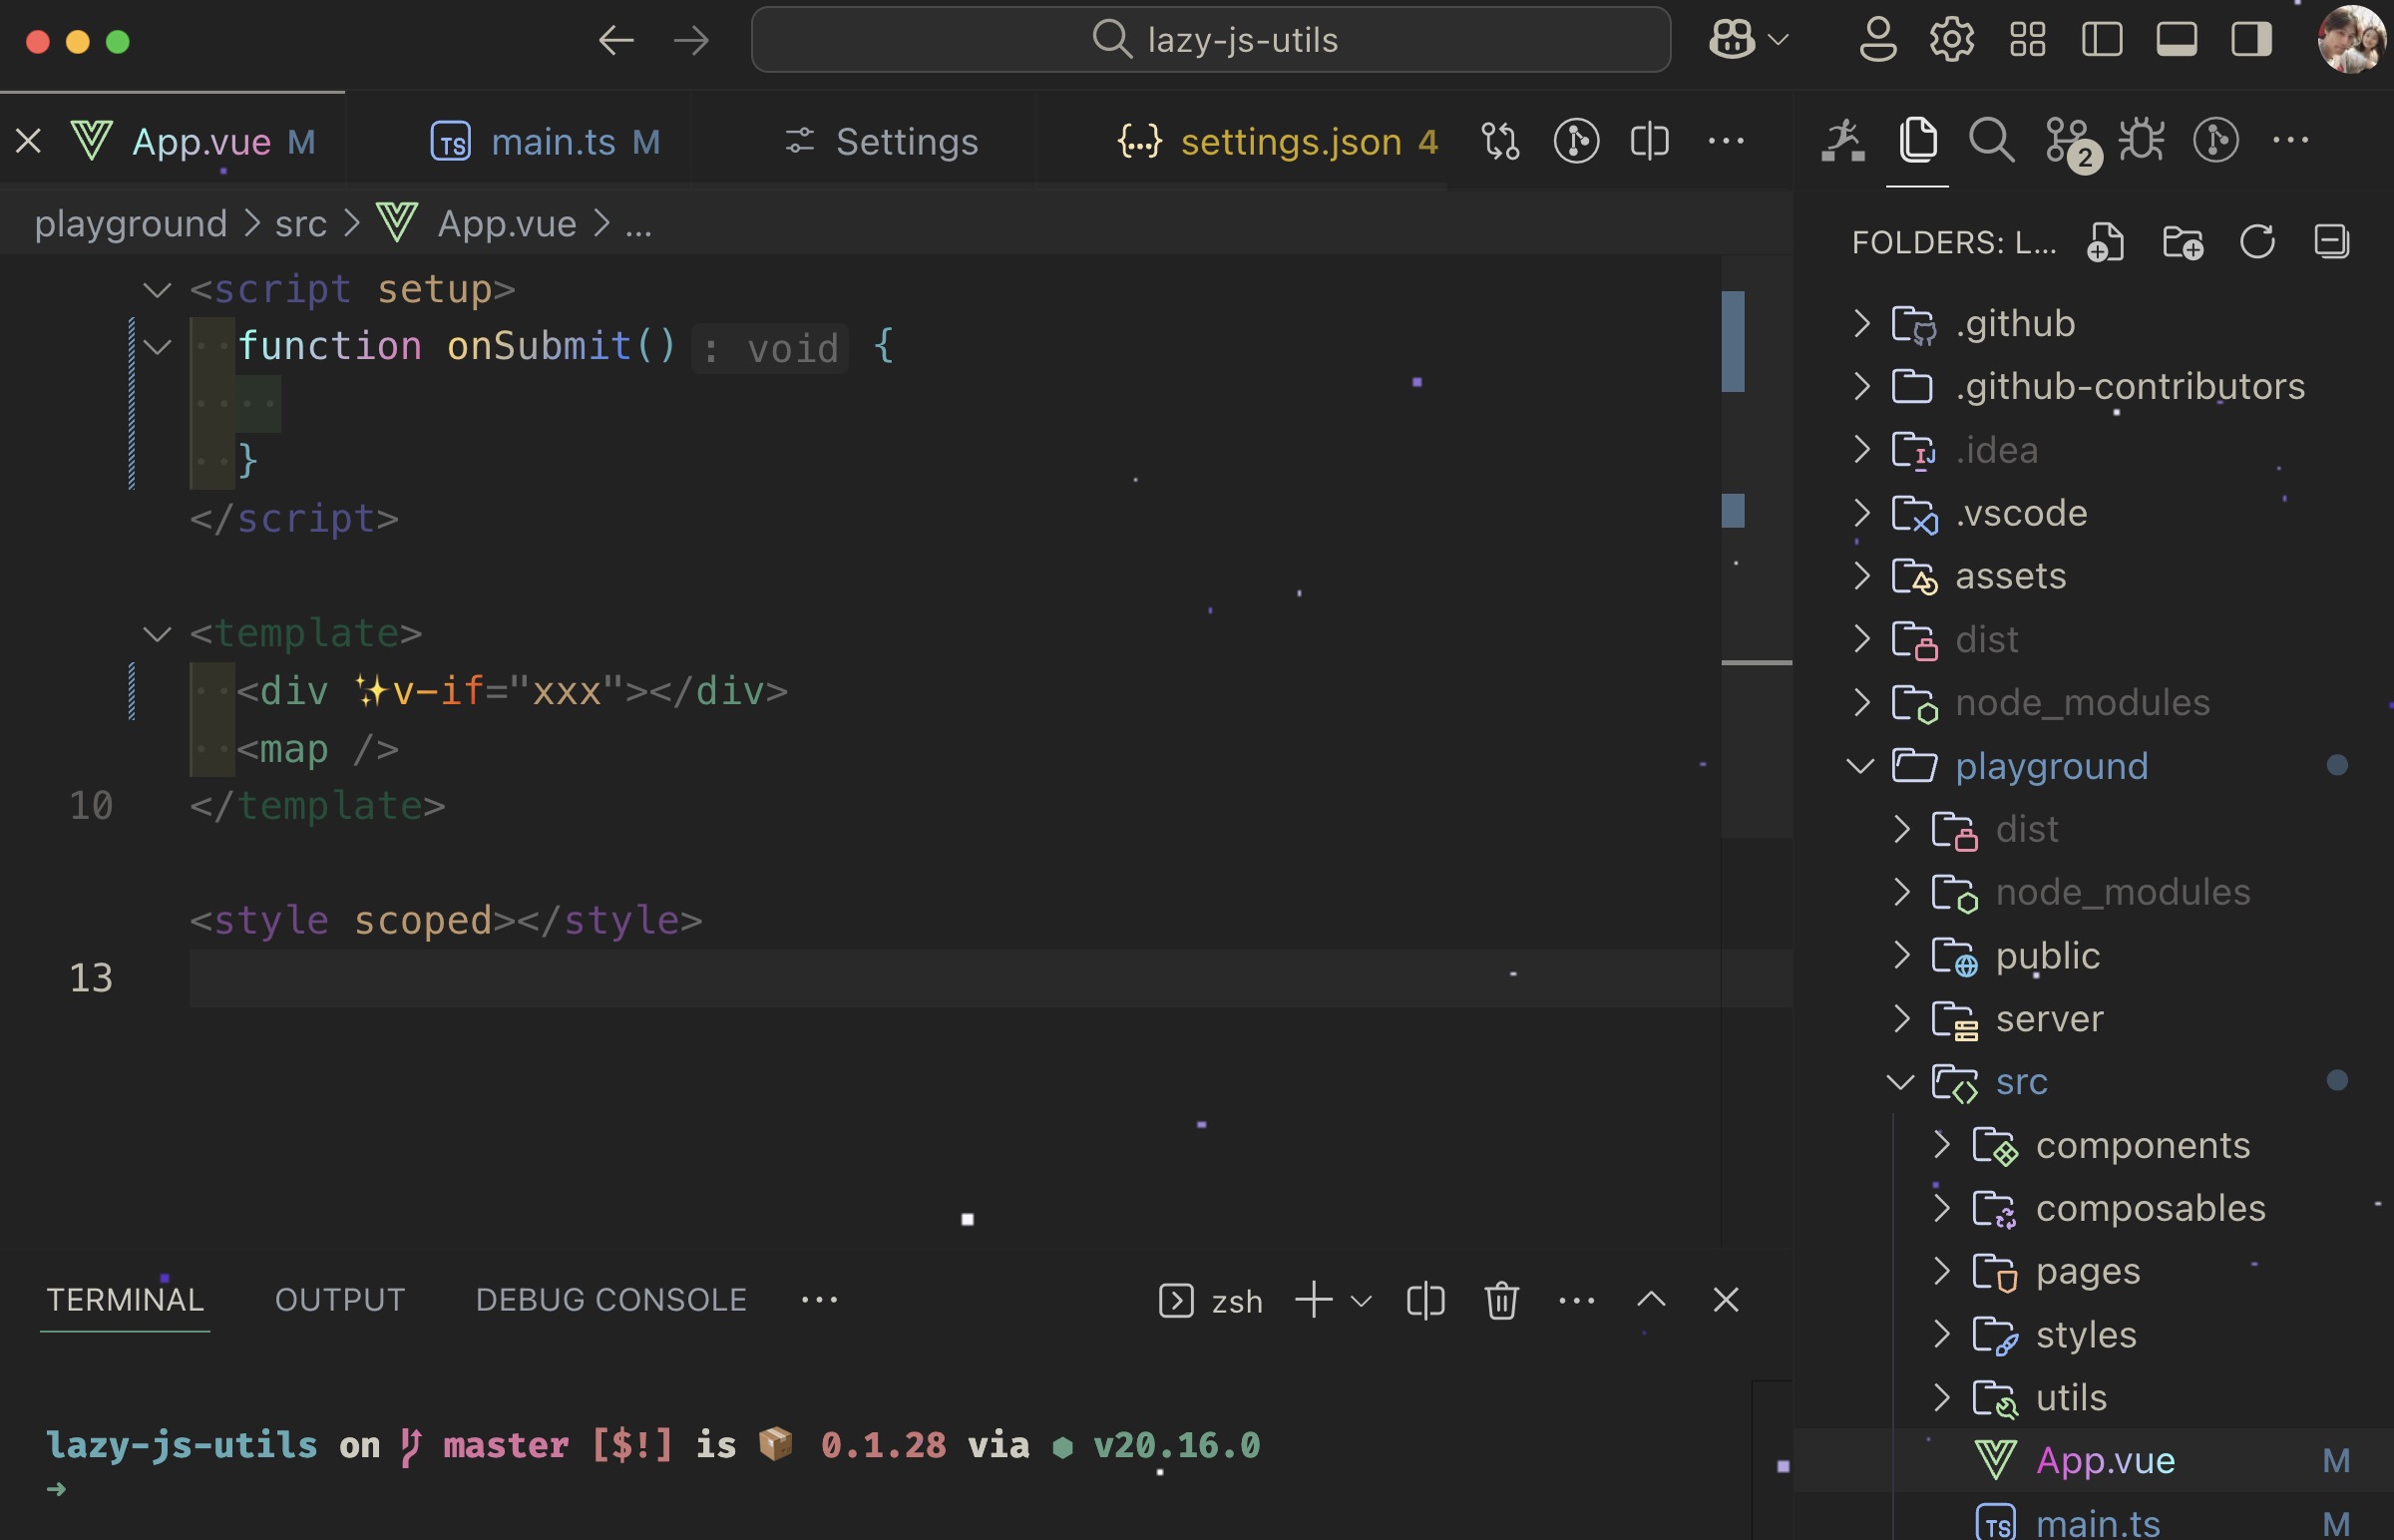 lazy-js-utils
App.vue M
main.ts M
Settings
{...} settings.json 4
2
playground > src > App.vue > ...
<script setup>
function onSubmit() : void {
}
</script>
<template>
<div ✨v-if="xxx"></div>
<map />
10 </template>
<style scoped></style>
13
TERMINAL OUTPUT DEBUG CONSOLE ...
zsh
lazy-js-utils on master [$!] is 📦 0.1.28 via ⬢ v20.16.0
➜
FOLDERS: L...
.github
.github-contributors
.idea
.vscode
assets
dist
node_modules
playground
dist
node_modules
public
server
src
components
composables
pages
styles
utils
App.vue M
TS main.ts M